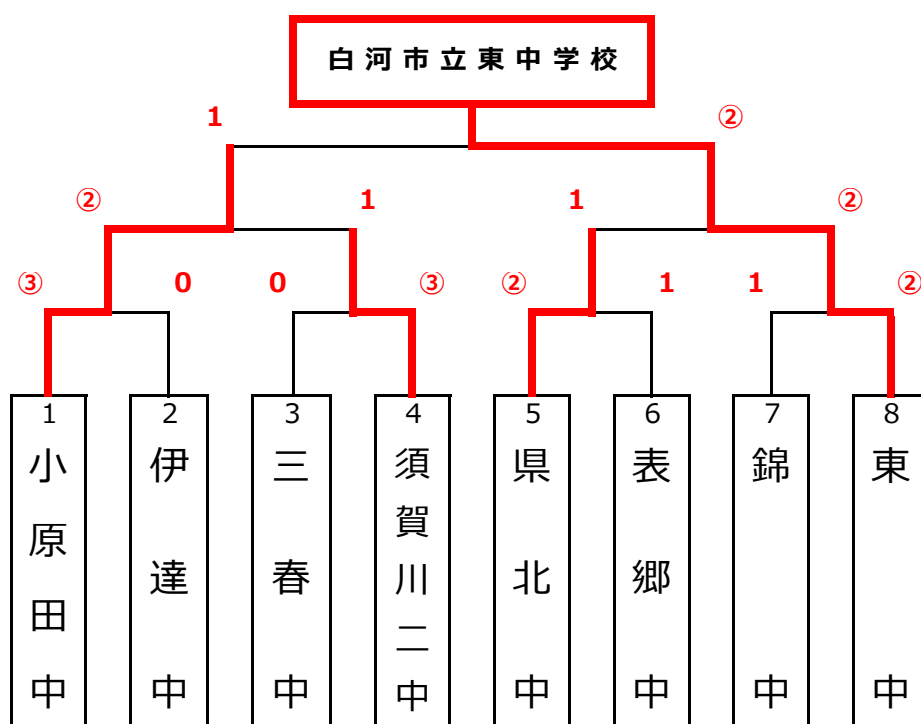 白河市立東中学校
1 ②
② 1 1 ②
③ 0 0 ③ ② 1 1 ②
1 2 3 4 5 6 7 8
小原田中
伊達中
三春中
須賀川二中
県北中
表郷中
錦中
東中